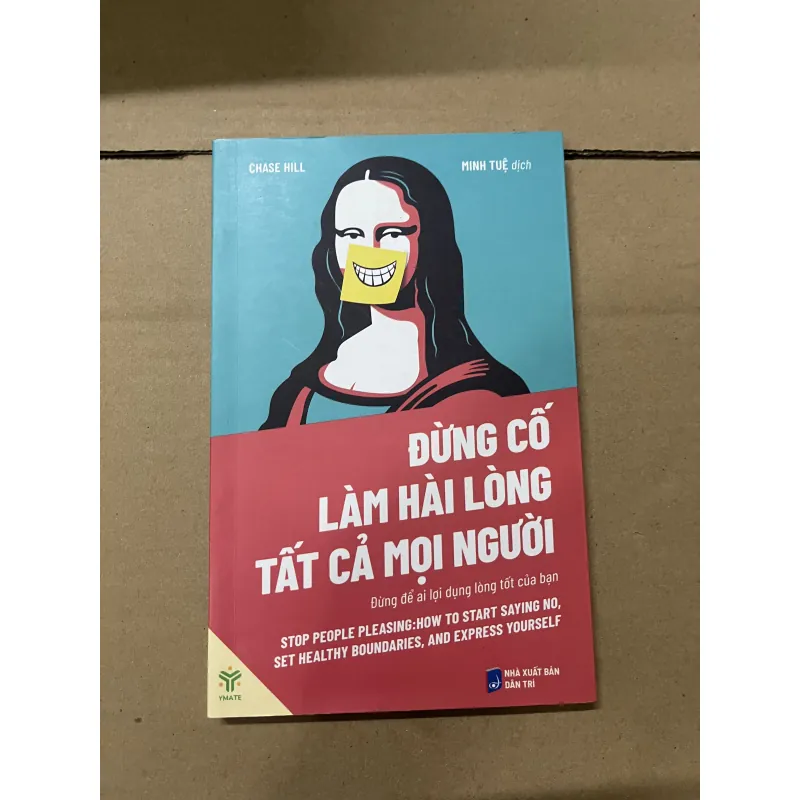 CHASE HILL
MINH TUỆ dịch
ĐỪNG CỐ
LÀM HÀI LÒNG
TẤT CẢ MỌI NGƯỜI
Đừng để ai lợi dụng lòng tốt của bạn
STOP PEOPLE PLEASING:HOW TO START SAYING NO,
SET HEALTHY BOUNDARIES, AND EXPRESS YOURSELF
YMATE
NHÀ XUẤT BẢN
DÂN TRÍ